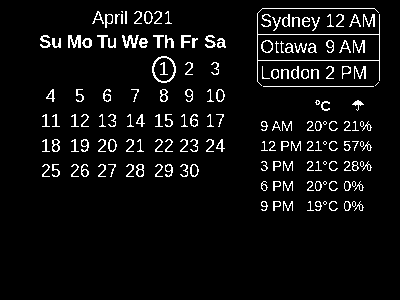 April 2021
Su Mo Tu We Th Fr Sa
1 2 3
4 5 6 7 8 9 10
11 12 13 14 15 16 17
18 19 20 21 22 23 24
25 26 27 28 29 30
Sydney 12 AM
Ottawa 9 AM
London 2 PM
°C ☂
9 AM 20°C 21%
12 PM 21°C 57%
3 PM 21°C 28%
6 PM 20°C 0%
9 PM 19°C 0%